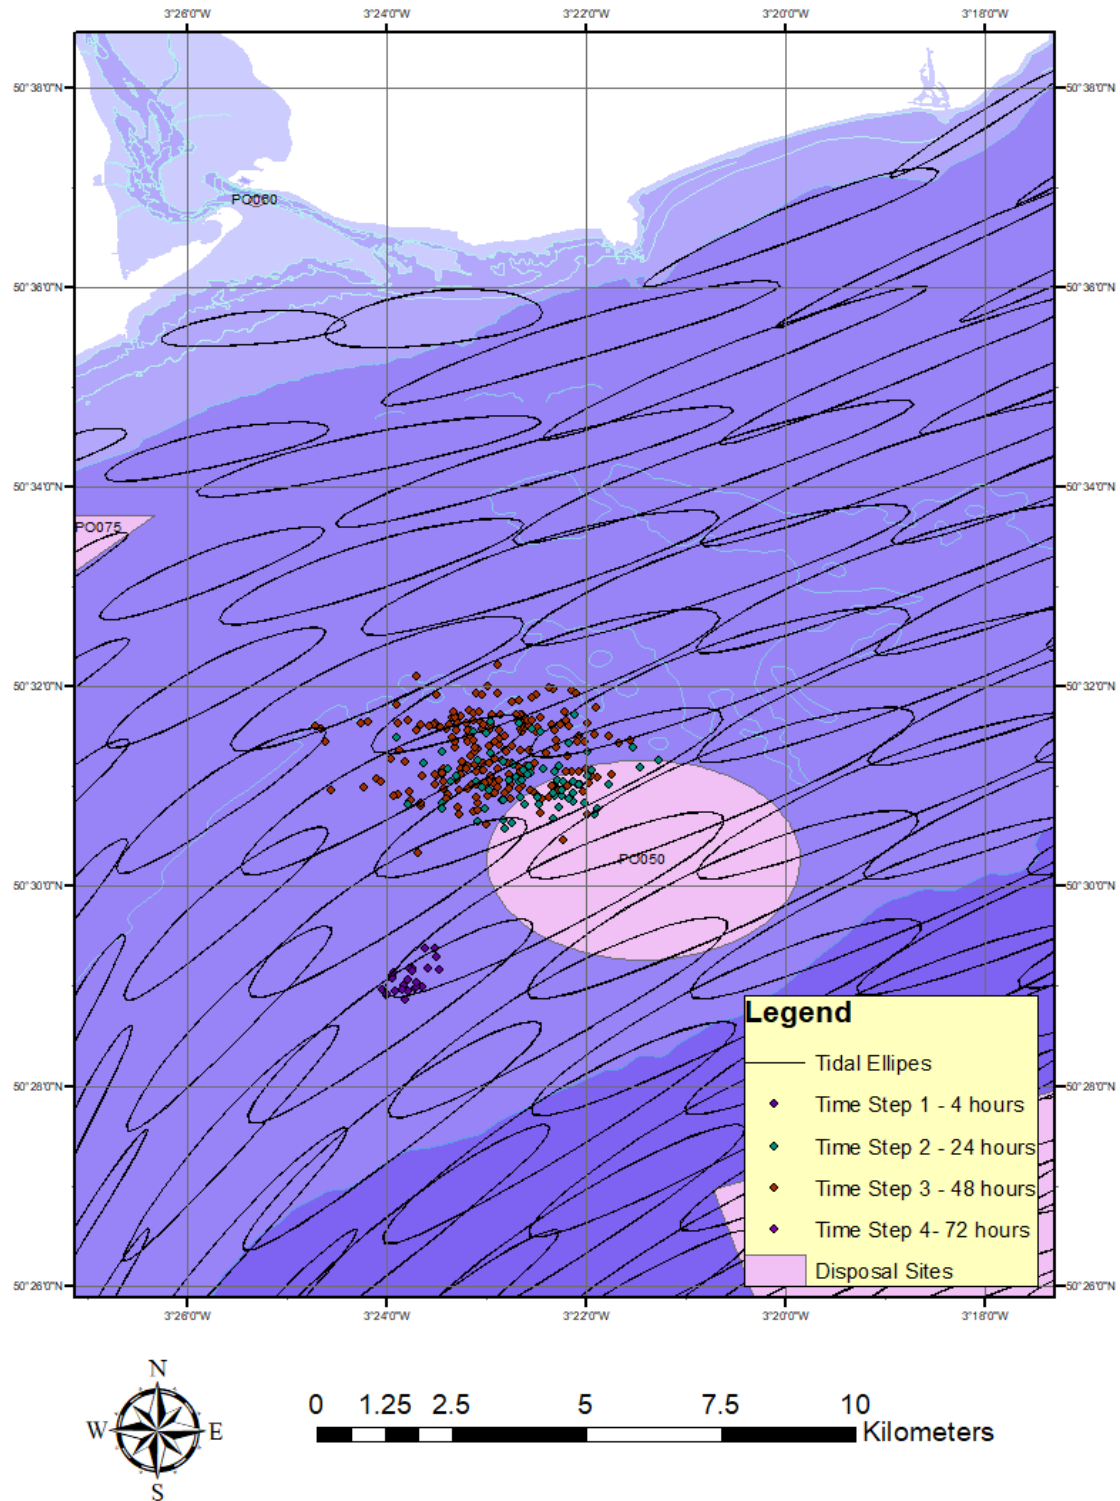 3°26'0"W 3°24'0"W 3°22'0"W 3°20'0"W 3°18'0"W
50°38'0"N 50°38'0"N
PO060
50°36'0"N 50°36'0"N
50°34'0"N 50°34'0"N
PO075
50°32'0"N 50°32'0"N
PO050
50°30'0"N 50°30'0"N
50°28'0"N 50°28'0"N
Legend
Tidal Ellipes
Time Step 1 - 4 hours
Time Step 2 - 24 hours
Time Step 3 - 48 hours
Time Step 4- 72 hours
Disposal Sites
50°26'0"N 50°26'0"N
3°26'0"W 3°24'0"W 3°22'0"W 3°20'0"W 3°18'0"W
N
W E
S
0 1.25 2.5 5 7.5 10
Kilometers